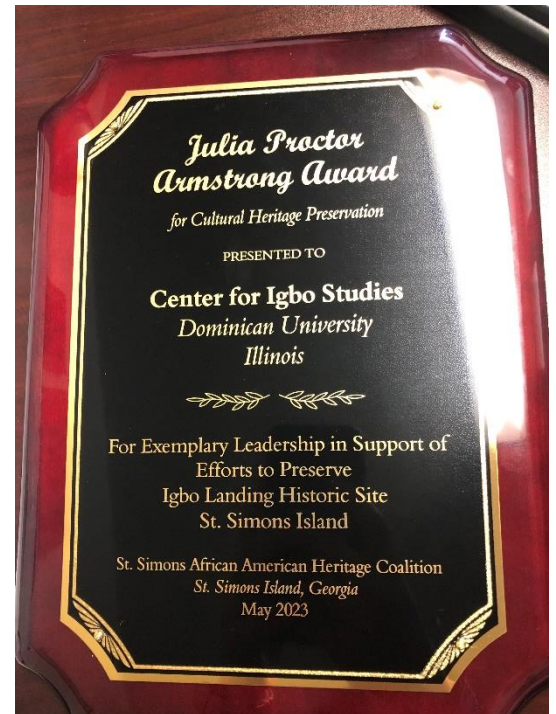 Julia Proctor
Armstrong Award
for Cultural Heritage Preservation
PRESENTED TO
Center for Igbo Studies
Dominican University
Illinois
For Exemplary Leadership in Support of
Efforts to Preserve
Igbo Landing Historic Site
St. Simons Island
St. Simons African American Heritage Coalition
St. Simons Island, Georgia
May 2023